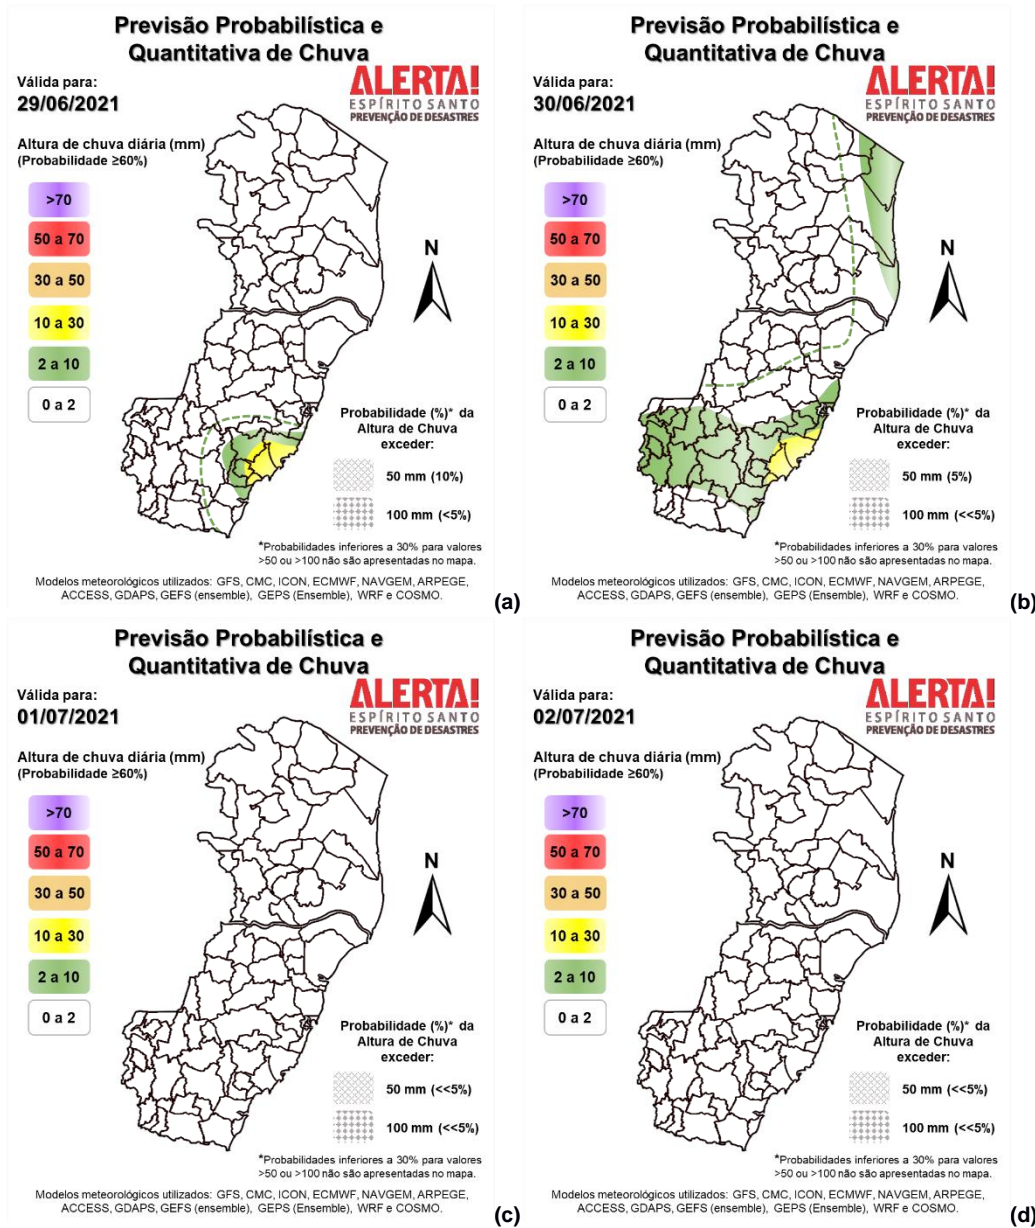 Previsão Probabilística e
Quantitativa de Chuva
Válida para:
29/06/2021
ALERTA!
ESPÍRITO SANTO
PREVENÇÃO DE DESASTRES
Altura de chuva diária (mm)
(Probabilidade ≥60%)
>70
50 a 70
30 a 50
10 a 30
2 a 10
0 a 2
N
Probabilidade (%)* da
Altura de Chuva
exceder:
50 mm (10%)
100 mm (<5%)
*Probabilidades inferiores a 30% para valores
>50 ou >100 não são apresentadas no mapa.
Modelos meteorológicos utilizados: GFS, CMC, ICON, ECMWF, NAVGEM, ARPEGE,
ACCESS, GDAPS, GEFS (ensemble), GEPS (Ensemble), WRF e COSMO.
(a)
Previsão Probabilística e
Quantitativa de Chuva
Válida para:
30/06/2021
ALERTA!
ESPÍRITO SANTO
PREVENÇÃO DE DESASTRES
Altura de chuva diária (mm)
(Probabilidade ≥60%)
>70
50 a 70
30 a 50
10 a 30
2 a 10
0 a 2
N
Probabilidade (%)* da
Altura de Chuva
exceder:
50 mm (5%)
100 mm (<<5%)
*Probabilidades inferiores a 30% para valores
>50 ou >100 não são apresentadas no mapa.
Modelos meteorológicos utilizados: GFS, CMC, ICON, ECMWF, NAVGEM, ARPEGE,
ACCESS, GDAPS, GEFS (ensemble), GEPS (Ensemble), WRF e COSMO.
(b)
Previsão Probabilística e
Quantitativa de Chuva
Válida para:
01/07/2021
ALERTA!
ESPÍRITO SANTO
PREVENÇÃO DE DESASTRES
Altura de chuva diária (mm)
(Probabilidade ≥60%)
>70
50 a 70
30 a 50
10 a 30
2 a 10
0 a 2
N
Probabilidade (%)* da
Altura de Chuva
exceder:
50 mm (<<5%)
100 mm (<<5%)
*Probabilidades inferiores a 30% para valores
>50 ou >100 não são apresentadas no mapa.
Modelos meteorológicos utilizados: GFS, CMC, ICON, ECMWF, NAVGEM, ARPEGE,
ACCESS, GDAPS, GEFS (ensemble), GEPS (Ensemble), WRF e COSMO.
(c)
Previsão Probabilística e
Quantitativa de Chuva
Válida para:
02/07/2021
ALERTA!
ESPÍRITO SANTO
PREVENÇÃO DE DESASTRES
Altura de chuva diária (mm)
(Probabilidade ≥60%)
>70
50 a 70
30 a 50
10 a 30
2 a 10
0 a 2
N
Probabilidade (%)* da
Altura de Chuva
exceder:
50 mm (<<5%)
100 mm (<<5%)
*Probabilidades inferiores a 30% para valores
>50 ou >100 não são apresentadas no mapa.
Modelos meteorológicos utilizados: GFS, CMC, ICON, ECMWF, NAVGEM, ARPEGE,
ACCESS, GDAPS, GEFS (ensemble), GEPS (Ensemble), WRF e COSMO.
(d)